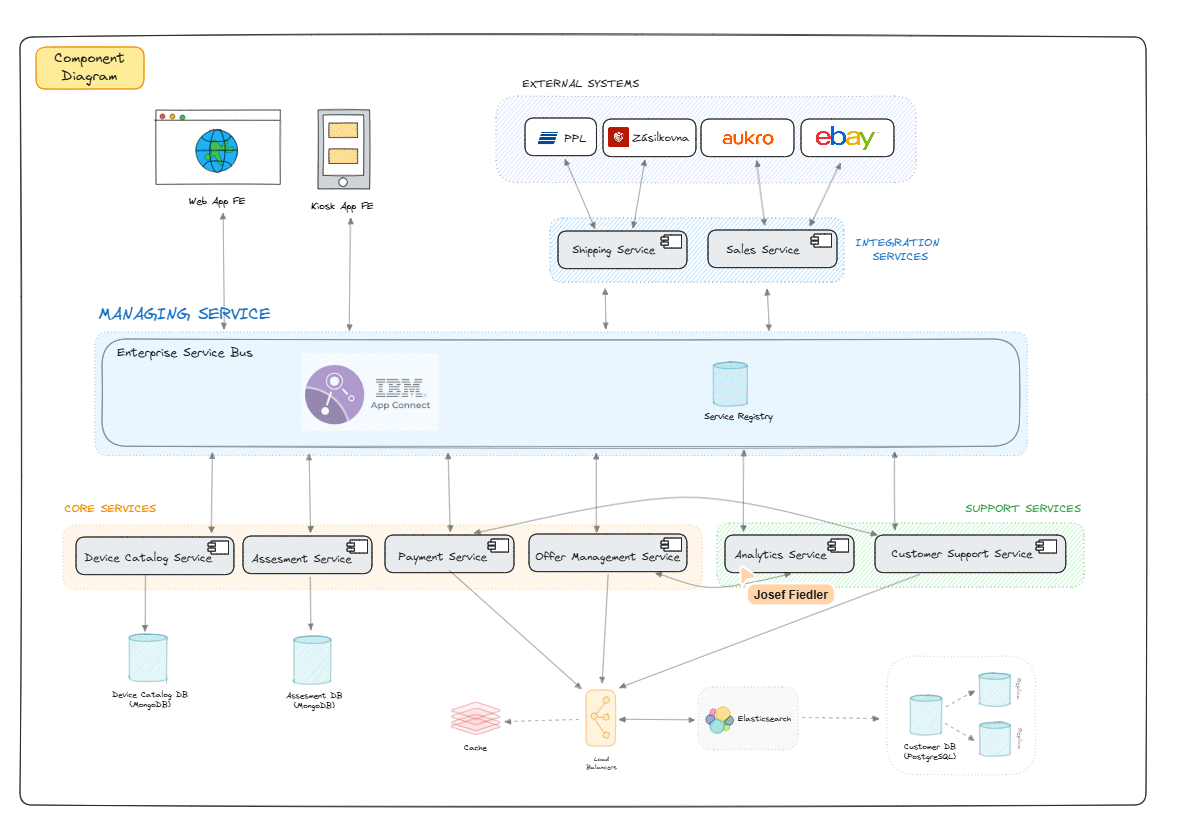 Component
Diagram
EXTERNAL SYSTEMS
PPL
Zásilkovna
aukro
ebay
Web App FE
Kiosk App FE
Shipping Service
Sales Service
INTEGRATION
SERVICES
MANAGING SERVICE
Enterprise Service Bus
IBM
App Connect
Service Registry
CORE SERVICES
SUPPORT SERVICES
Device Catalog Service
Assesment Service
Payment Service
Offer Management Service
Analytics Service
Customer Support Service
Josef Fiedler
Device Catalog DB
(MongoDB)
Assesment DB
(MongoDB)
Cache
Load
Balancers
Elasticsearch
Customer DB
(PostgreSQL)
Replica
Replica